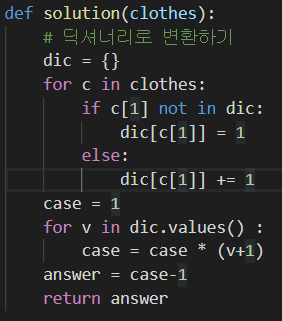 def solution(clothes):
    # 딕셔너리로 변환하기
    dic = {}
    for c in clothes:
        if c[1] not in dic:
            dic[c[1]] = 1
        else:
            dic[c[1]] += 1
    case = 1
    for v in dic.values() :
        case = case * (v+1)
    answer = case-1
    return answer